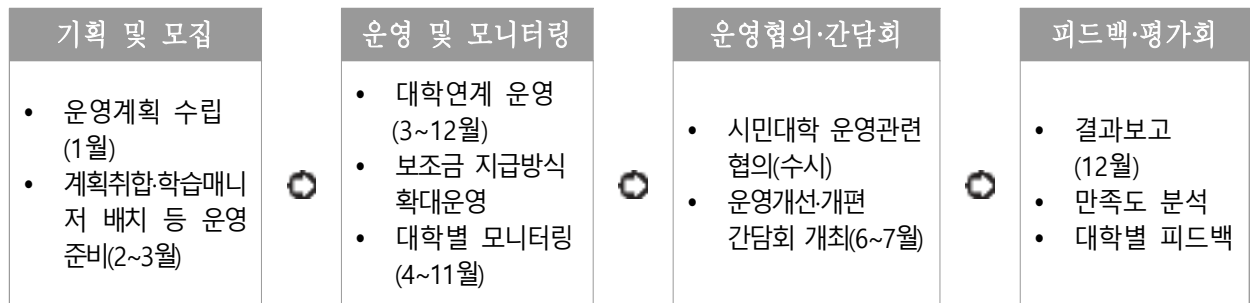 기획 및 모집
• 운영계획 수립
(1월)
• 계획취합·학습매니
저 배치 등 운영
준비(2~3월)
운영 및 모니터링
• 대학연계 운영
(3~12월)
• 보조금 지급방식
확대운영
• 대학별 모니터링
(4~11월)
운영협의·간담회
• 시민대학 운영관련
협의(수시)
• 운영개선·개편
간담회 개최(6~7월)
피드백·평가회
• 결과보고
(12월)
• 만족도 분석
• 대학별 피드백